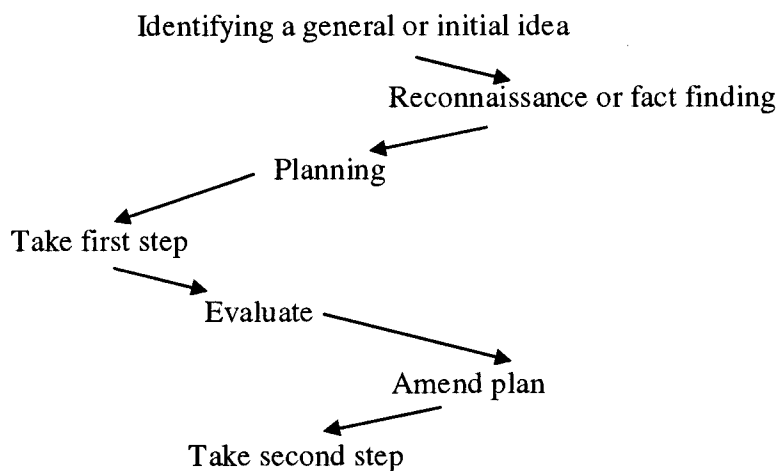 Identifying a general or initial idea
Reconnaissance or fact finding
Planning
Take first step
Evaluate
Amend plan
Take second step